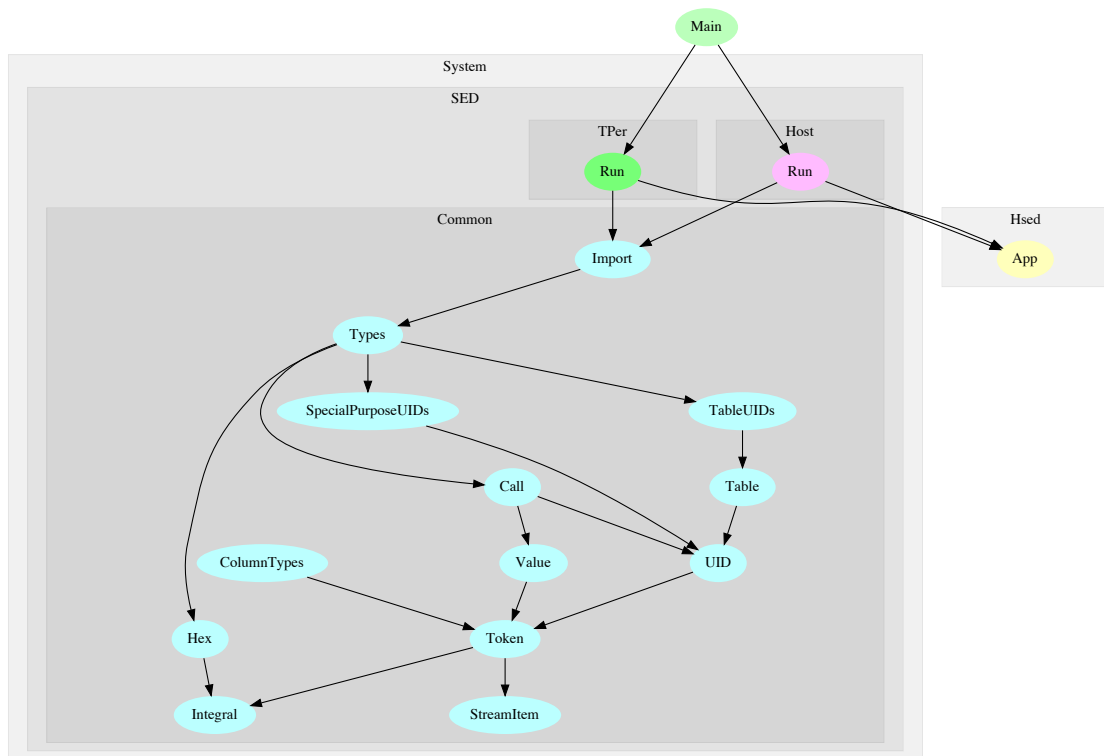 Main
System
SED
TPer
Host
Run
Run
Common
Hsed
Import
App
Types
SpecialPurposeUIDs
TableUIDs
Call
Table
ColumnTypes
Value
UID
Hex
Token
Integral
StreamItem